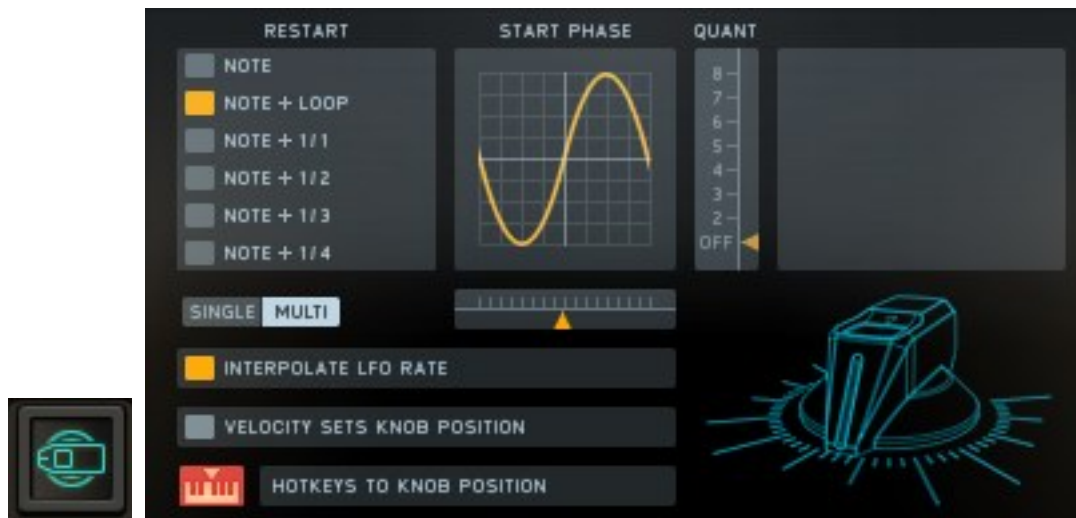 RESTART
START PHASE
QUANT
NOTE
NOTE + LOOP
NOTE + 1/1
NOTE + 1/2
NOTE + 1/3
NOTE + 1/4
8
7
6
5
4
3
2
OFF
SINGLE MULTI
INTERPOLATE LFO RATE
VELOCITY SETS KNOB POSITION
HOTKEYS TO KNOB POSITION